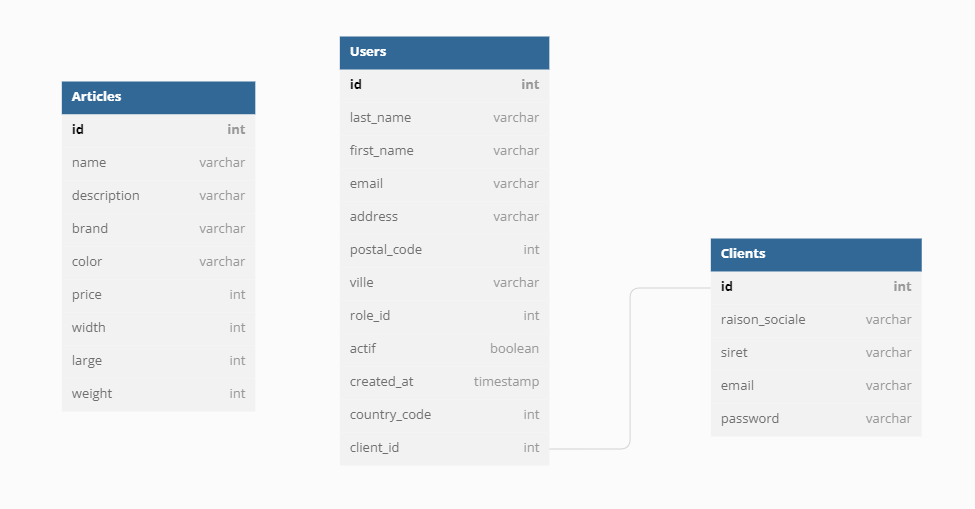 Articles
id int
name varchar
description varchar
brand varchar
color varchar
price int
width int
large int
weight int
Users
id int
last_name varchar
first_name varchar
email varchar
address varchar
postal_code int
ville varchar
role_id int
actif boolean
created_at timestamp
country_code int
client_id int
Clients
id int
raison_sociale varchar
siret varchar
email varchar
password varchar